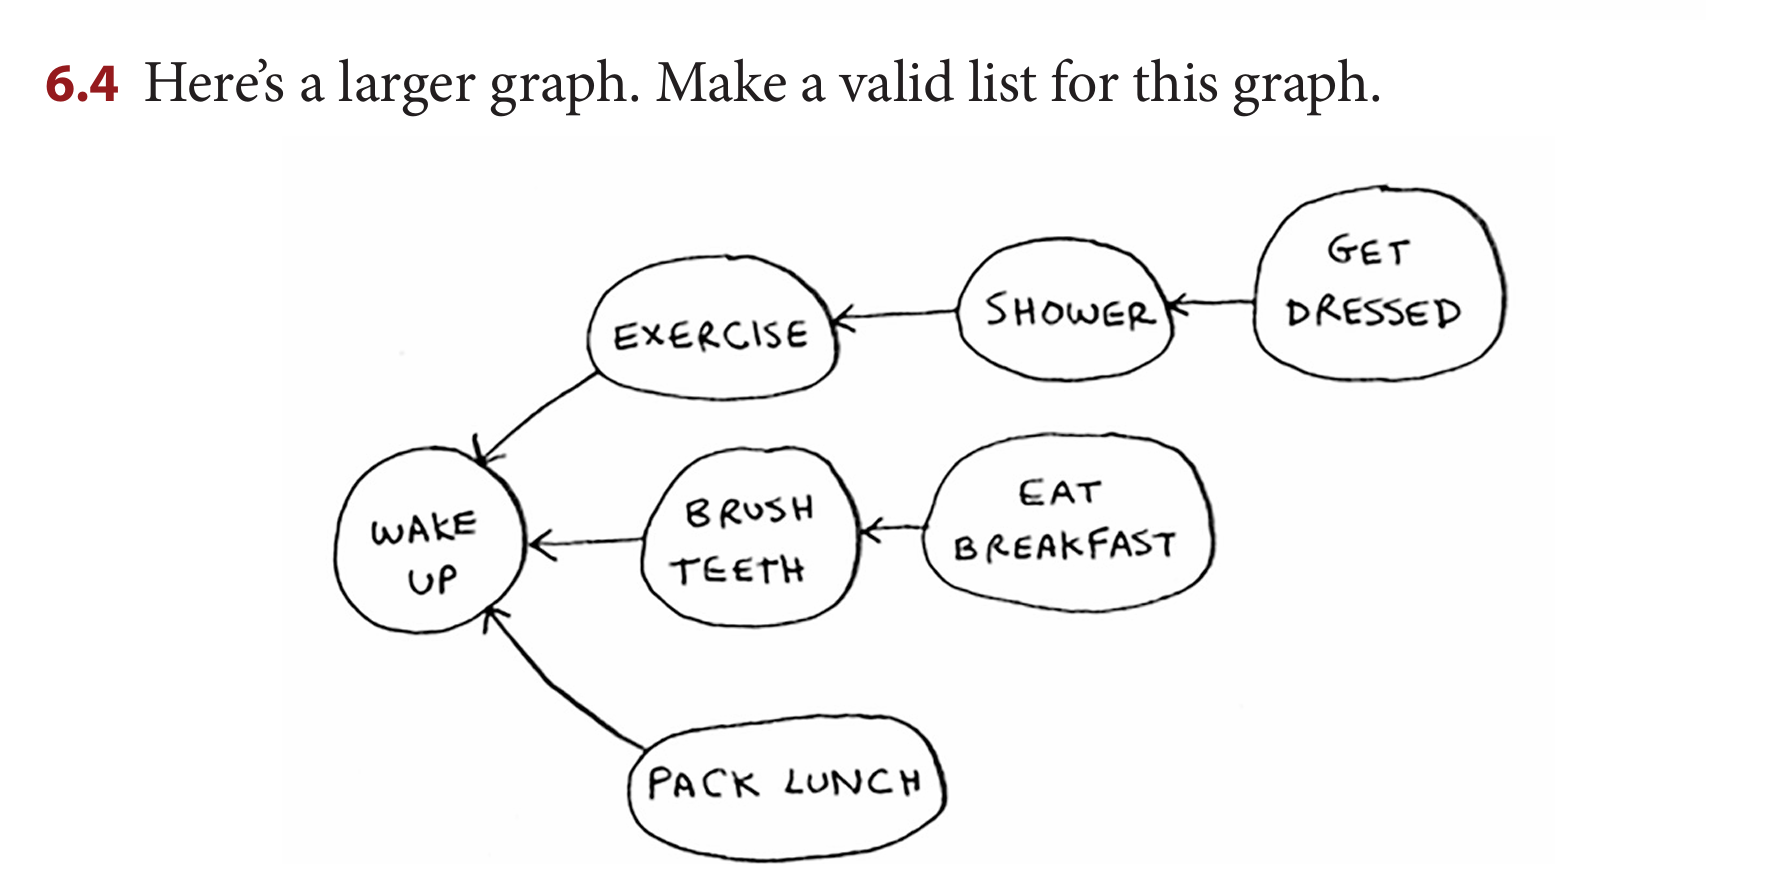 6.4 Here’s a larger graph. Make a valid list for this graph.
GET
DRESSED
SHOWER
EXERCISE
EAT
BREAKFAST
BRUSH
TEETH
WAKE
UP
PACK LUNCH